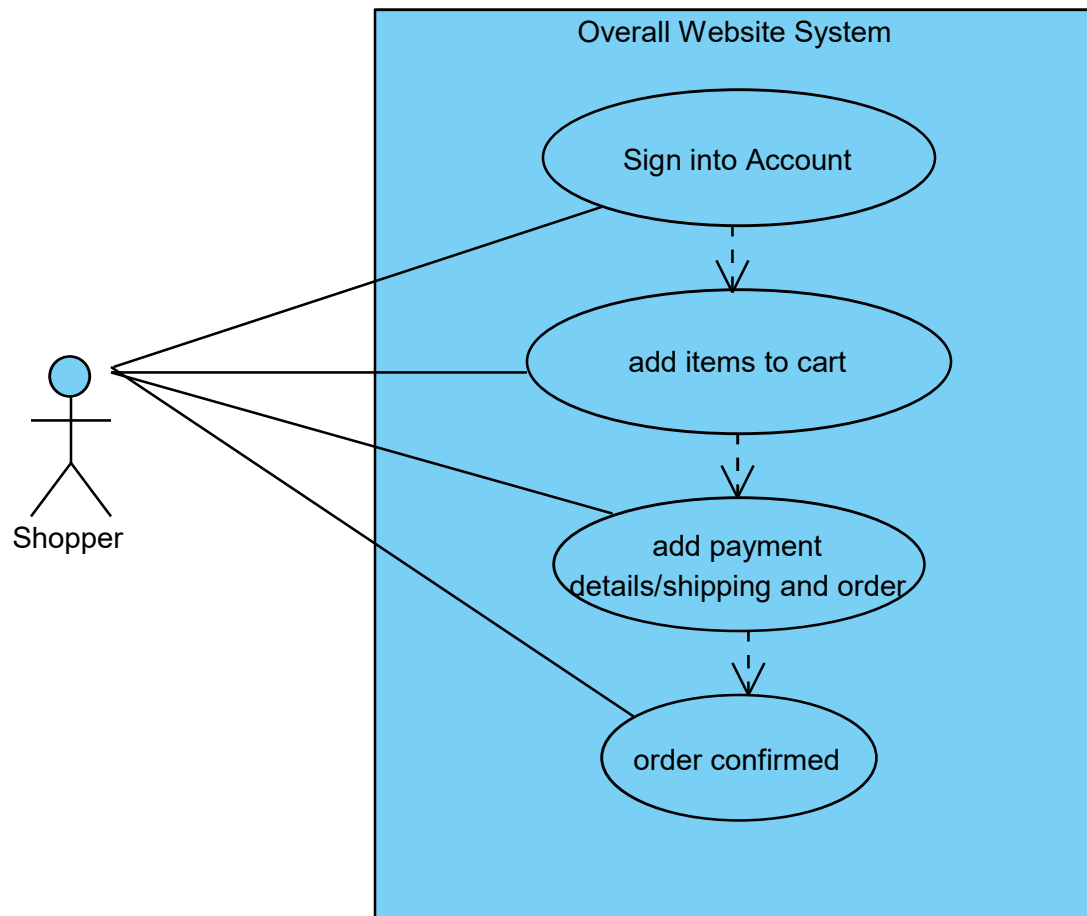 Overall Website System
Sign into Account
add items to cart
Shopper
add payment
details/shipping and order
order confirmed